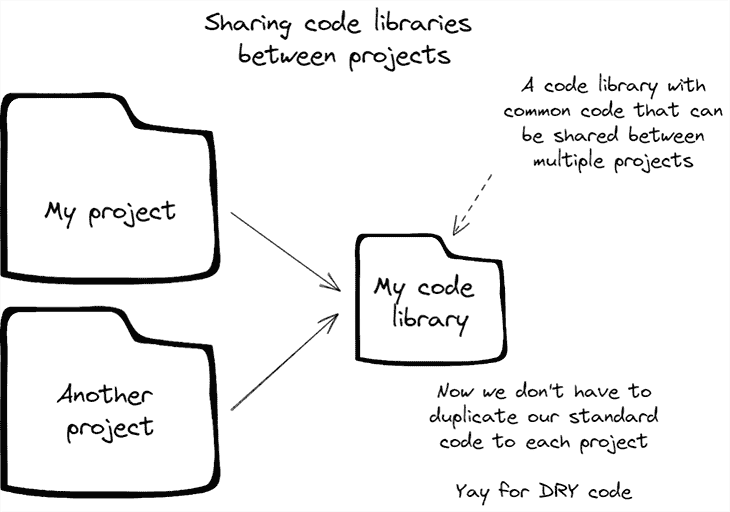 Sharing code libraries
between projects
A code library with
common code that can
be shared between
multiple projects
My project
My code
library
Another
project
Now we don't have to
duplicate our standard
code to each project
Yay for DRY code